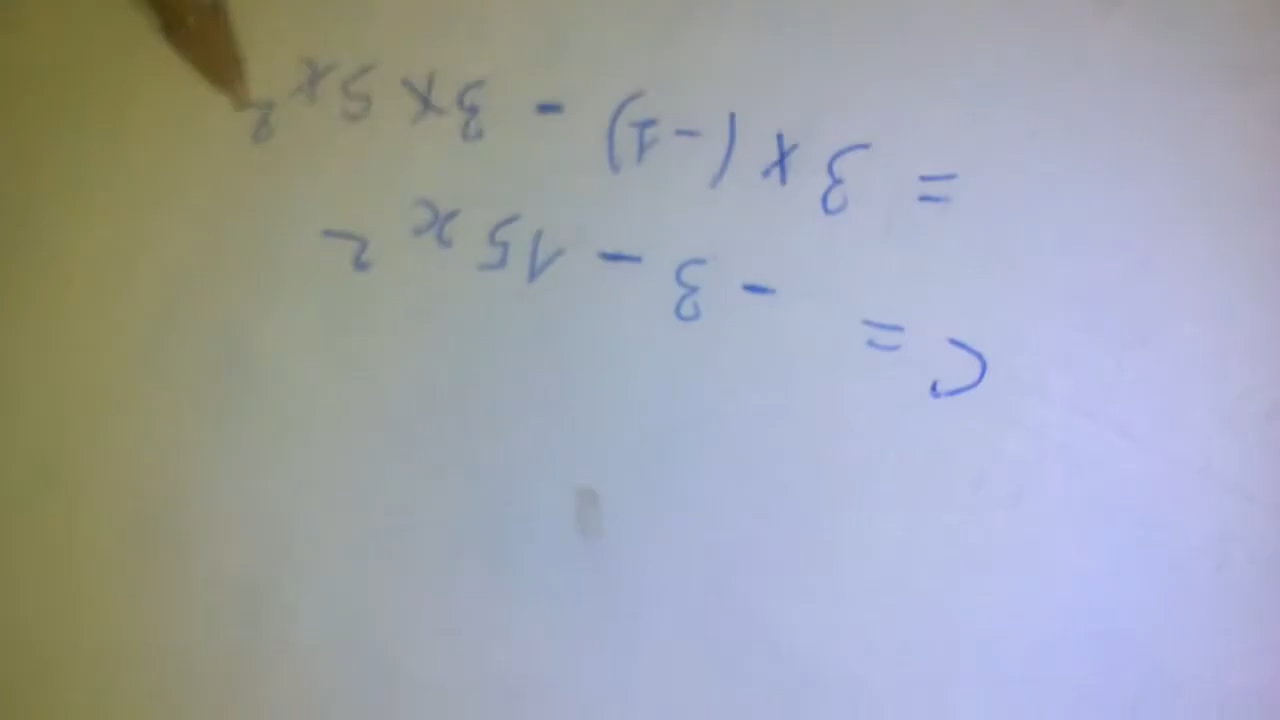 C = - 3 - 15x²
= 3 × (-1) - 3 × 5x²